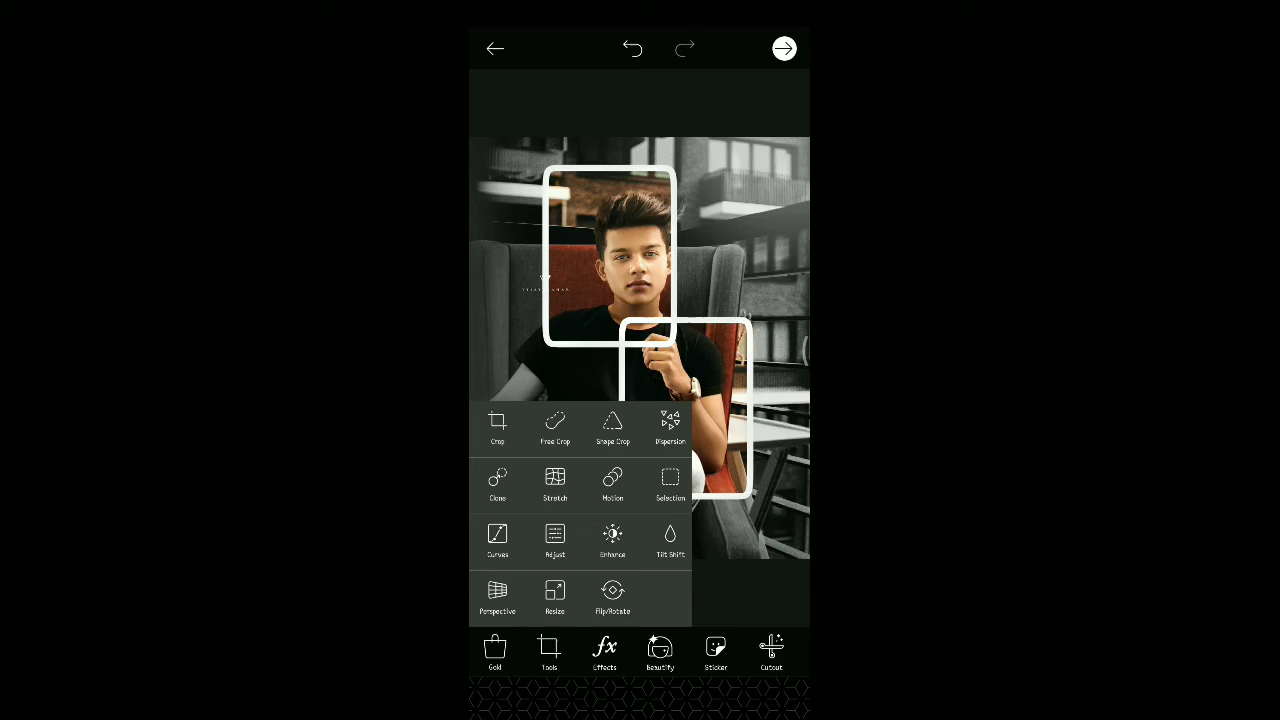 Crop Free Crop Shape Crop Dispersion
Clone Stretch Motion Selection
Curves Adjust Enhance Tilt Shift
Perspective Resize Flip/Rotate
Gold Tools Effects Beautify Sticker Cutout